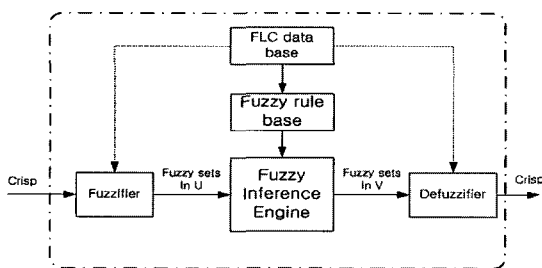 FLC data
base
Fuzzy rule
base
Crisp
Fuzzifier
Fuzzy sets
In U
Fuzzy
Inference
Engine
Fuzzy sets
In V
Defuzzifier
Crisp